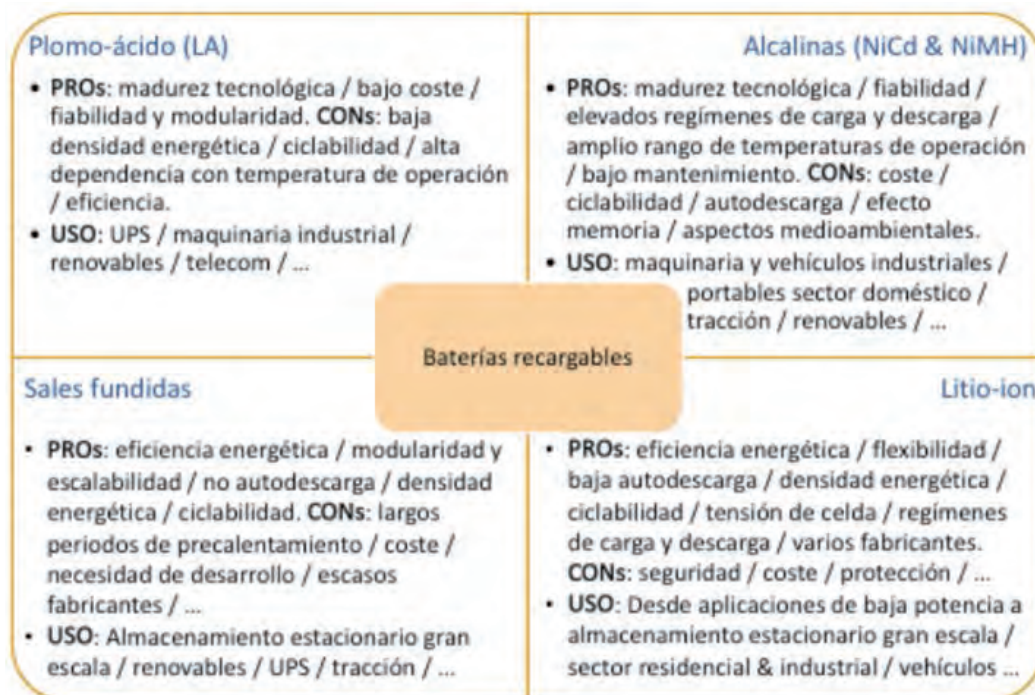 Plomo-ácido (LA)
• PROs: madurez tecnológica / bajo coste /
fiabilidad y modularidad. CONs: baja
densidad energética / ciclabilidad / alta
dependencia con temperatura de operación
/ eficiencia.
• USO: UPS / maquinaria industrial /
renovables / telecom / ...
Alcalinas (NiCd & NiMH)
• PROs: madurez tecnológica / fiabilidad /
elevados regímenes de carga y descarga /
amplio rango de temperaturas de operación
/ bajo mantenimiento. CONs: coste /
ciclabilidad / autodescarga / efecto
memoria / aspectos medioambientales.
• USO: maquinaria y vehículos industriales /
portables sector doméstico /
tracción / renovables / ...
Baterías recargables
Sales fundidas
• PROs: eficiencia energética / modularidad y
escalabilidad / no autodescarga / densidad
energética / ciclabilidad. CONs: largos
periodos de precalentamiento / coste /
necesidad de desarrollo / escasos
fabricantes / ...
• USO: Almacenamiento estacionario gran
escala / renovables / UPS / tracción / ...
Litio-ion
• PROs: eficiencia energética / flexibilidad /
baja autodescarga / densidad energética /
ciclabilidad / tensión de celda / regímenes
de carga y descarga / varios fabricantes.
CONs: seguridad / coste / protección / ...
• USO: Desde aplicaciones de baja potencia a
almacenamiento estacionario gran escala /
sector residencial & industrial / vehículos ...